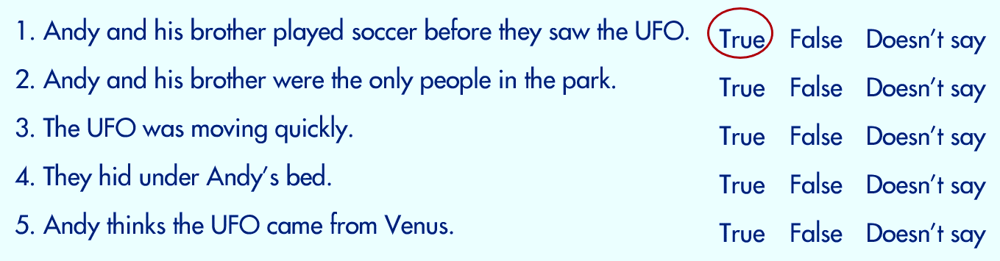 1. Andy and his brother played soccer before they saw the UFO. True False Doesn't say
2. Andy and his brother were the only people in the park. True False Doesn't say
3. The UFO was moving quickly. True False Doesn't say
4. They hid under Andy's bed. True False Doesn't say
5. Andy thinks the UFO came from Venus. True False Doesn't say